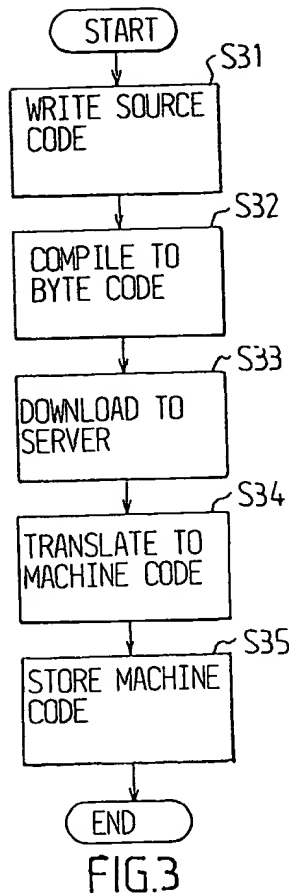 START
S31
WRITE SOURCE
CODE
S32
COMPILE TO
BYTE CODE
S33
DOWNLOAD TO
SERVER
S34
TRANSLATE TO
MACHINE CODE
S35
STORE MACHINE
CODE
END
FIG.3